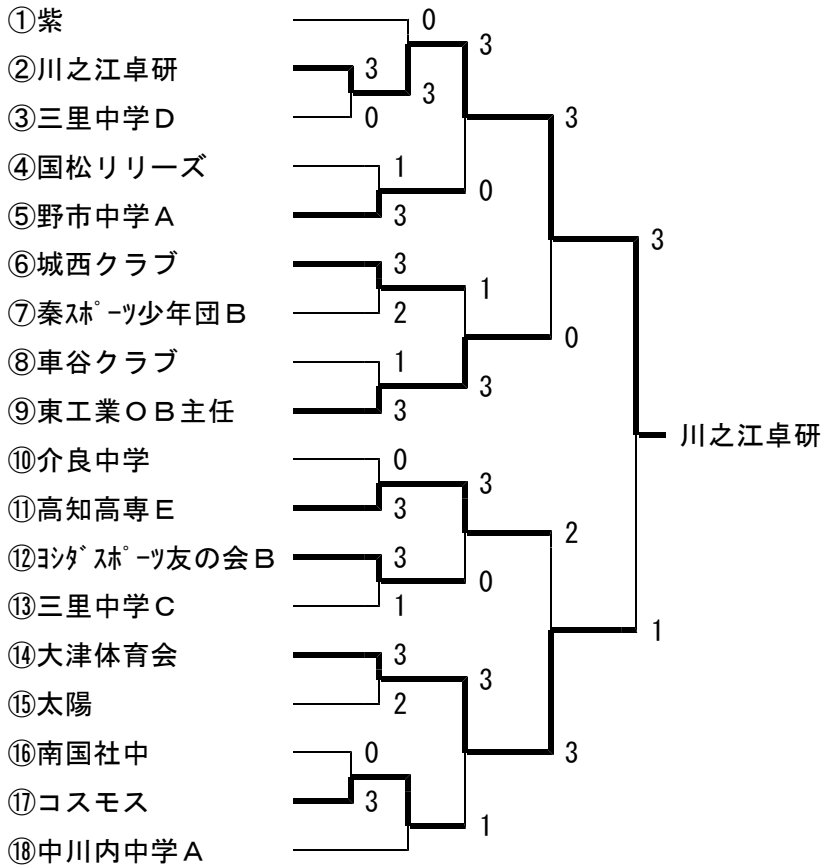 ①紫
0
3
②川之江卓研
3
3
③三里中学D
0
3
④国松リリーズ
1
0
⑤野市中学A
3
3
⑥城西クラブ
3
1
⑦秦スポーツ少年団B
2
0
⑧車谷クラブ
1
3
⑨東工業OB主任
3
川之江卓研
⑩介良中学
0
3
⑪高知高専E
3
2
⑫ヨシダスポーツ友の会B
3
0
⑬三里中学C
1
1
⑭大津体育会
3
3
⑮太陽
2
⑯南国社中
0
3
⑰コスモス
3
1
⑱中川内中学A